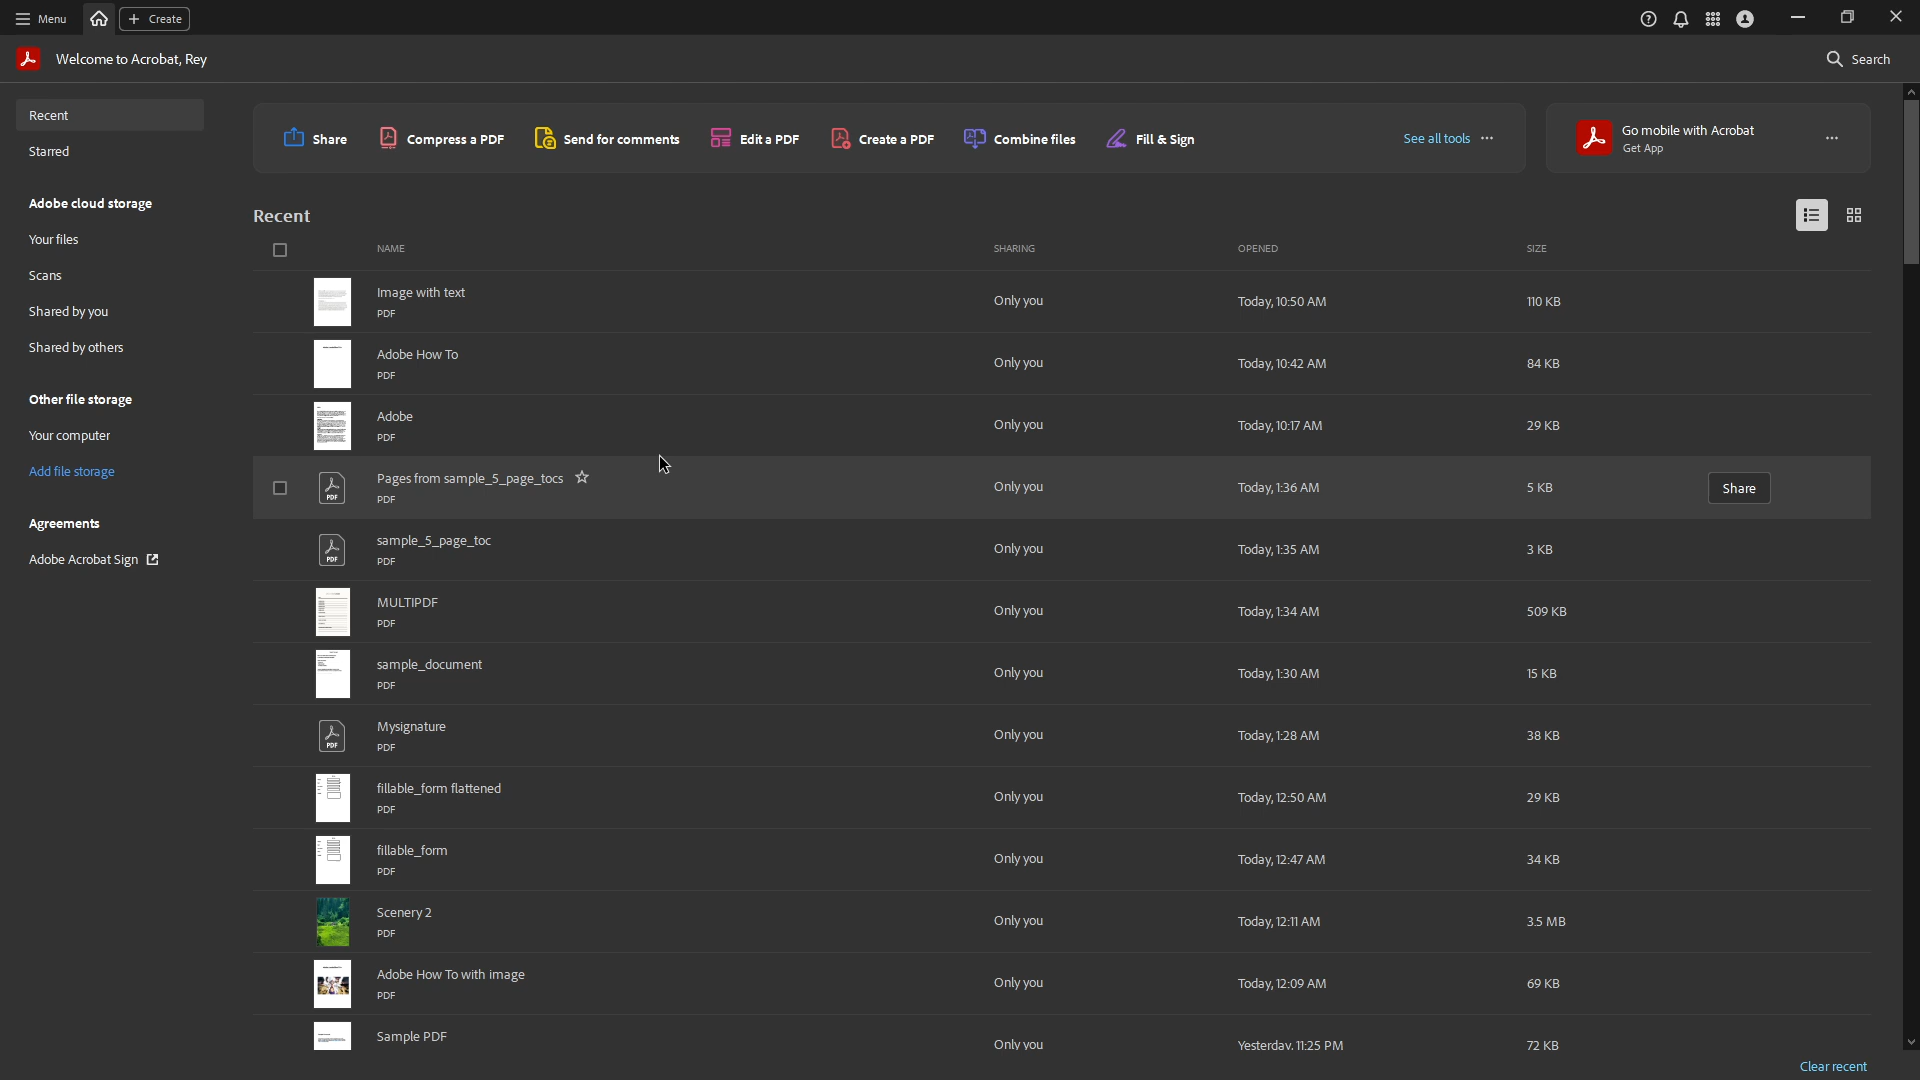 Menu
Create
Welcome to Acrobat, Rey
Search
Recent
Starred
Adobe cloud storage
Your files
Scans
Shared by you
Shared by others
Other file storage
Your computer
Add file storage
Agreements
Adobe Acrobat Sign
Share
Compress a PDF
Send for comments
Edit a PDF
Create a PDF
Combine files
Fill & Sign
See all tools
Go mobile with Acrobat
Get App
Recent
NAME SHARING OPENED SIZE
Image with text
PDF
Only you Today, 10:50 AM 110 KB
Adobe How To
PDF
Only you Today, 10:42 AM 84 KB
Adobe
PDF
Only you Today, 10:17 AM 29 KB
Pages from sample_5_page_tocs
PDF
Only you Today, 1:36 AM 5 KB Share
sample_5_page_toc
PDF
Only you Today, 1:35 AM 3 KB
MULTIPDF
PDF
Only you Today, 1:34 AM 509 KB
sample_document
PDF
Only you Today, 1:30 AM 15 KB
Mysignature
PDF
Only you Today, 1:28 AM 38 KB
fillable_form flattened
PDF
Only you Today, 12:50 AM 29 KB
fillable_form
PDF
Only you Today, 12:47 AM 34 KB
Scenery 2
PDF
Only you Today, 12:11 AM 3.5 MB
Adobe How To with image
PDF
Only you Today, 12:09 AM 69 KB
Sample PDF
Only you Yesterday, 11:25 PM 72 KB
Clear recent